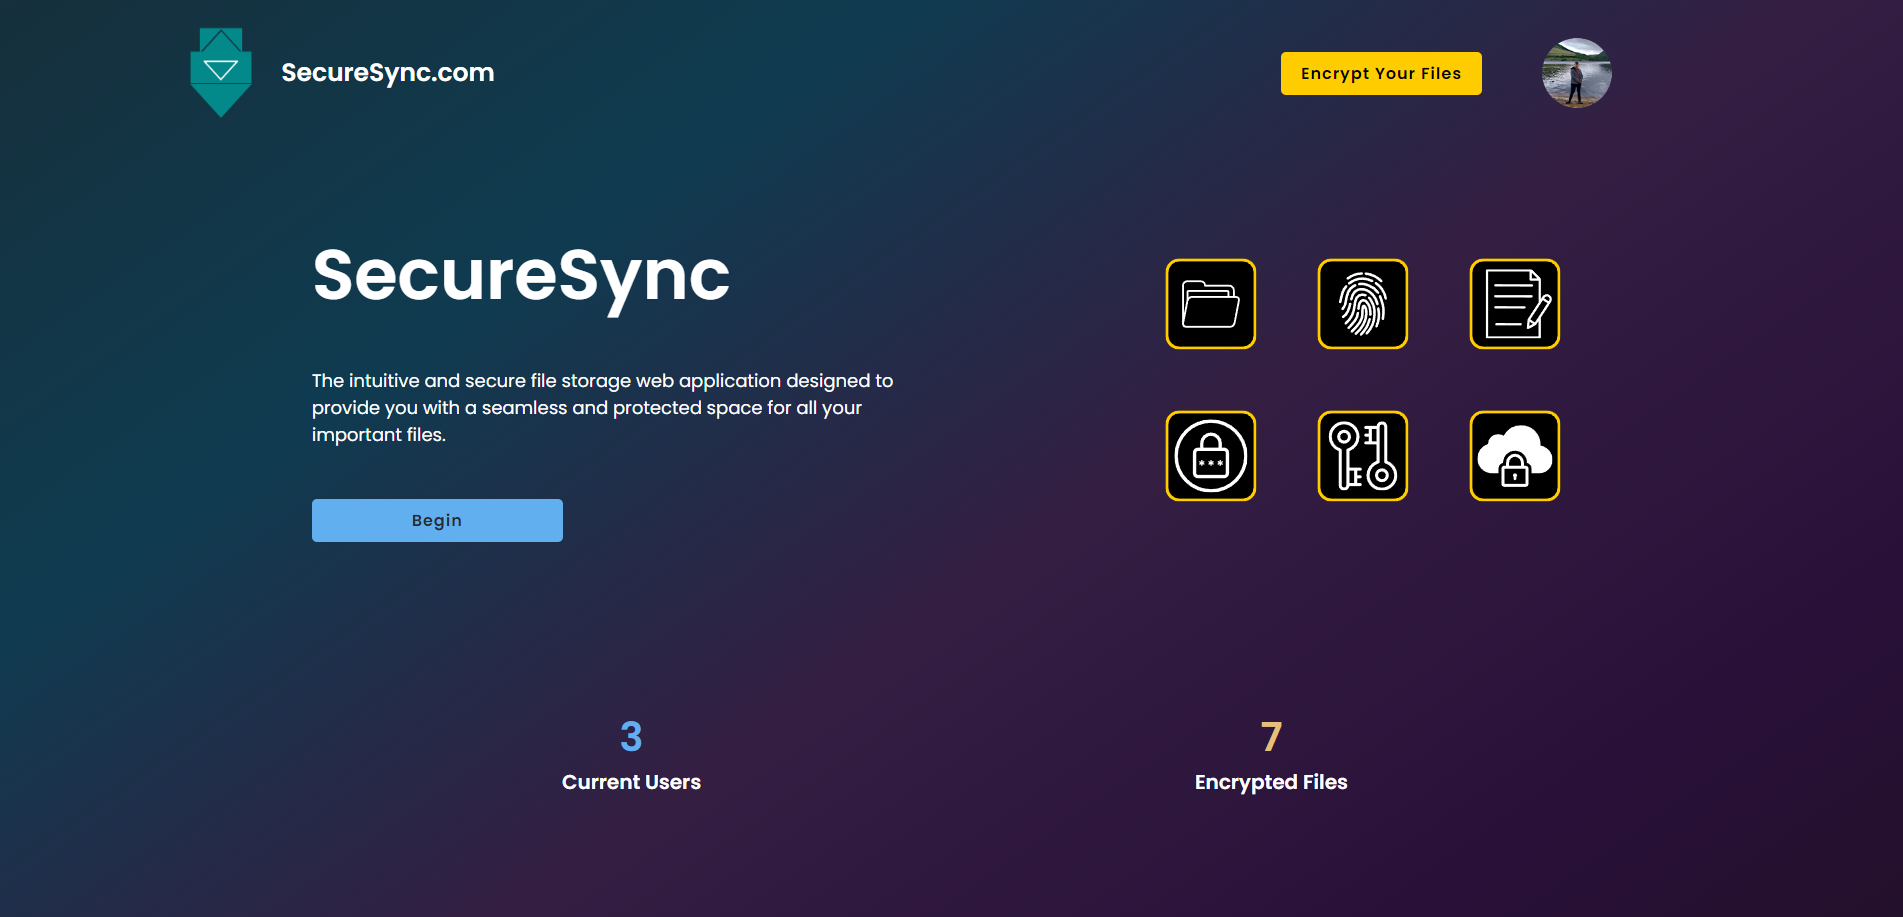 SecureSync.com
Encrypt Your Files
SecureSync
The intuitive and secure file storage web application designed to
provide you with a seamless and protected space for all your
important files.
Begin
3
Current Users
7
Encrypted Files